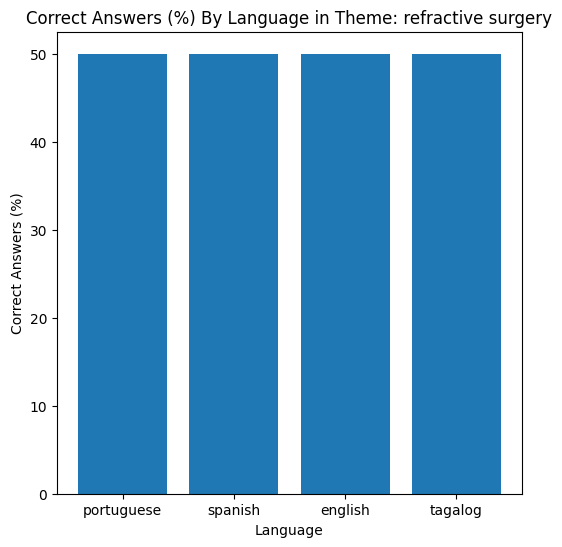 Correct Answers (%) By Language in Theme: refractive surgery
Correct Answers (%)
50
40
30
20
10
0
portuguese spanish english tagalog
Language